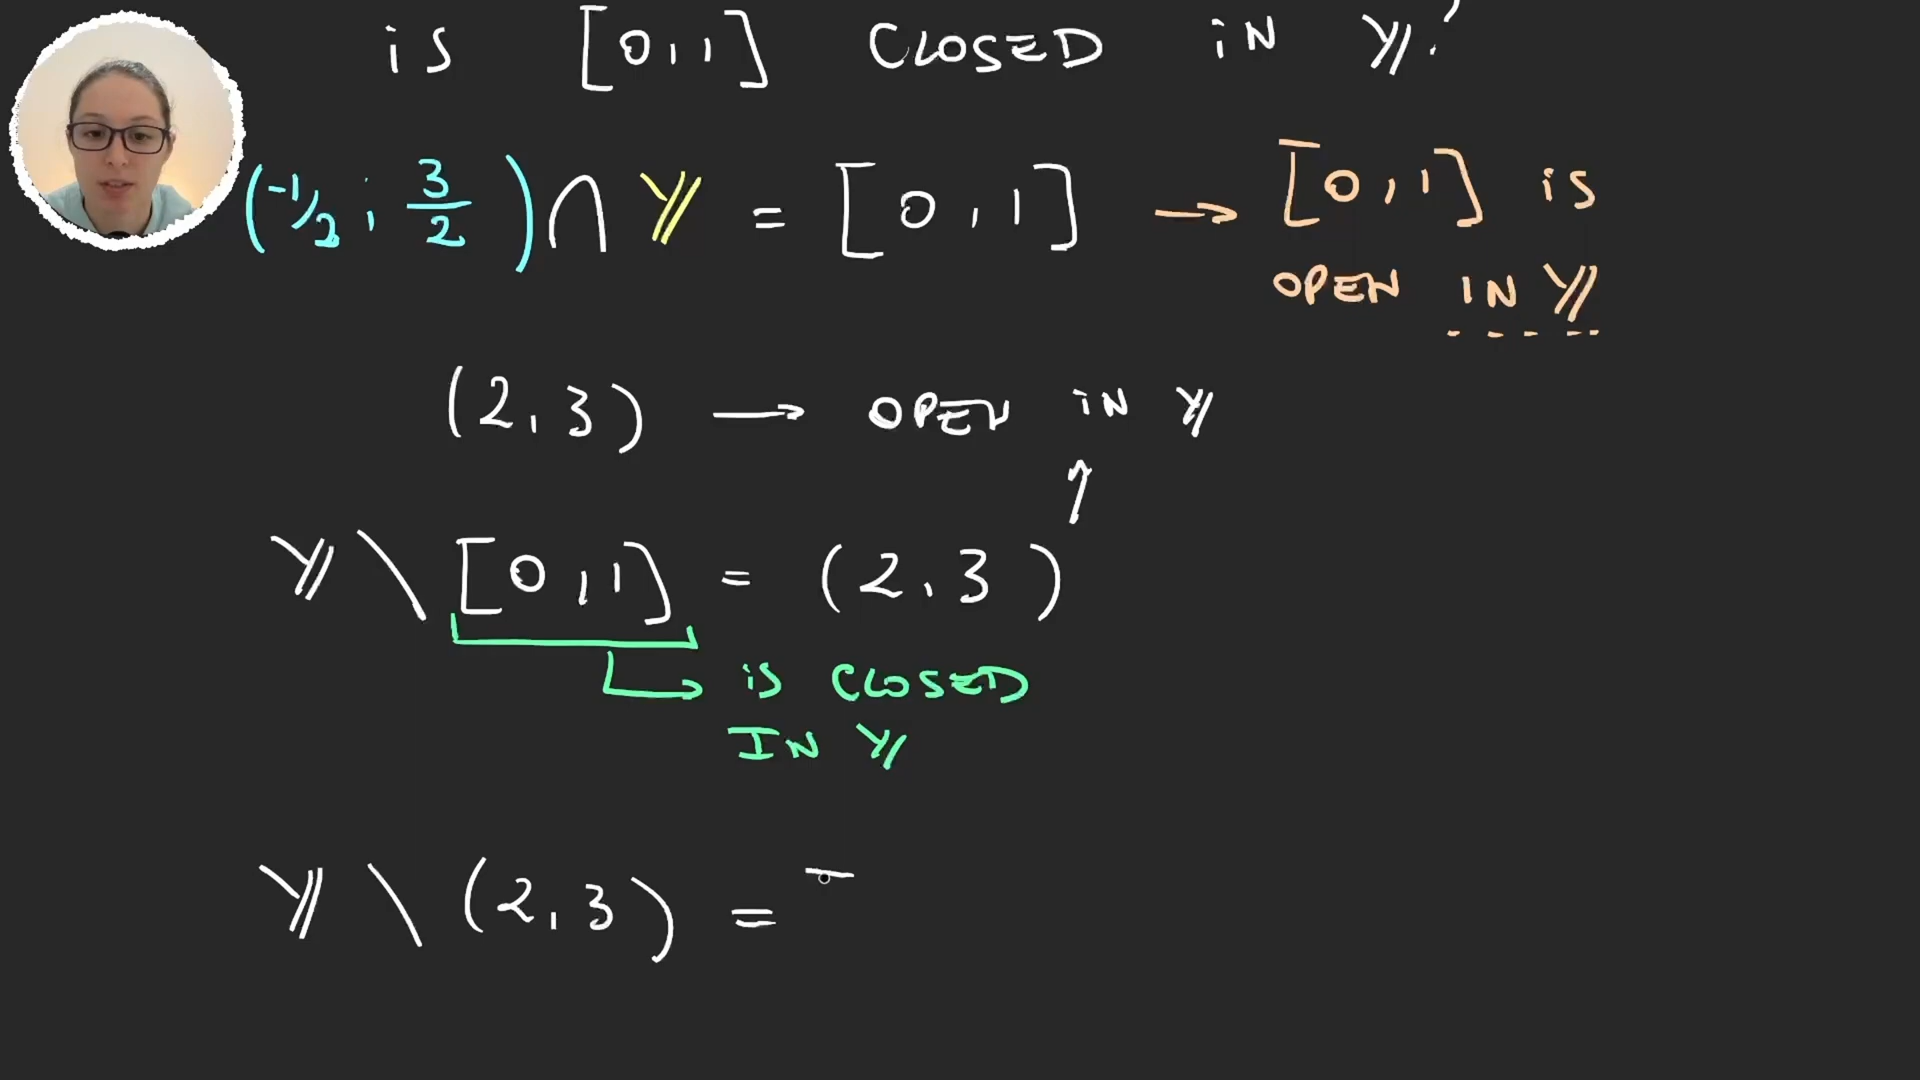 is [0,1] CLOSED iN Y?
(-1/2; 3/2) ∩ Y = [0,1] → [0,1] is
OPEN IN Y
(2,3) → OPEN iN Y
↑
Y \ [0,1] = (2,3)
↳ is CLOSED
IN Y
Y \ (2,3) =